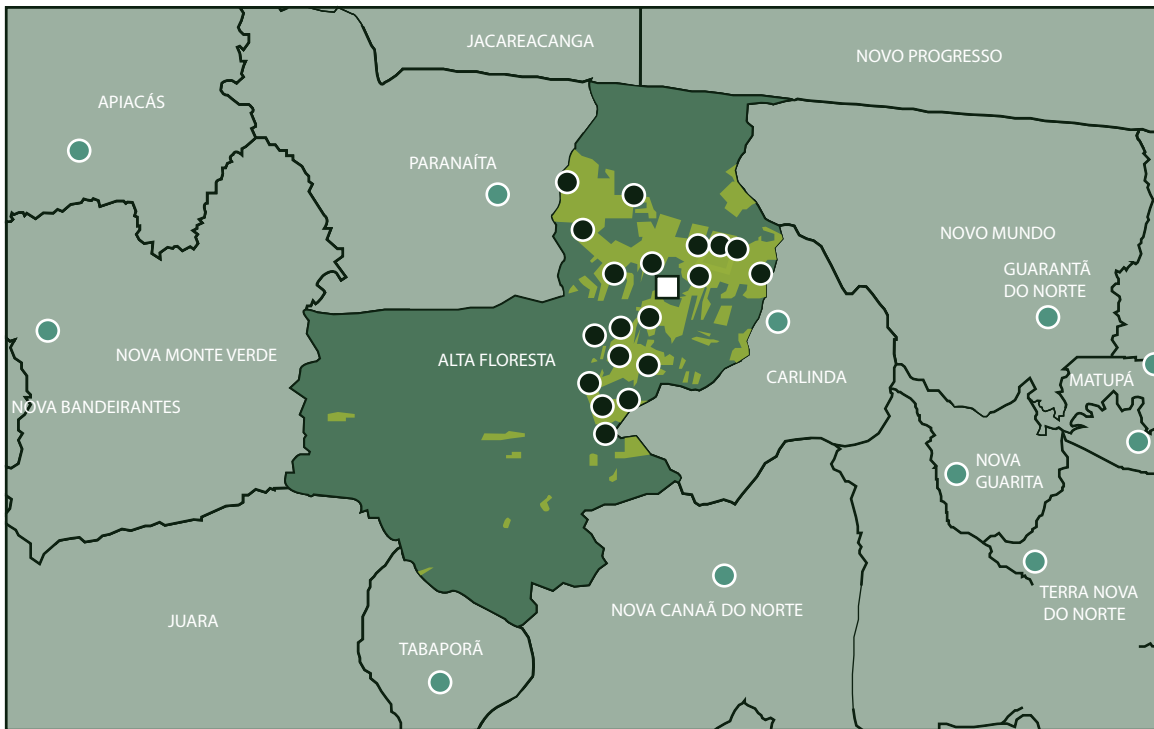 JACAREACANGA
NOVO PROGRESSO
APIACÁS
PARANAÍTA
NOVO MUNDO
GUARANTÃ
DO NORTE
NOVA MONTE VERDE
ALTA FLORESTA
CARLINDA
MATUPÁ
NOVA BANDEIRANTES
NOVA
GUARITA
JUARA
NOVA CANAÃ DO NORTE
TERRA NOVA
DO NORTE
TABAPORÃ